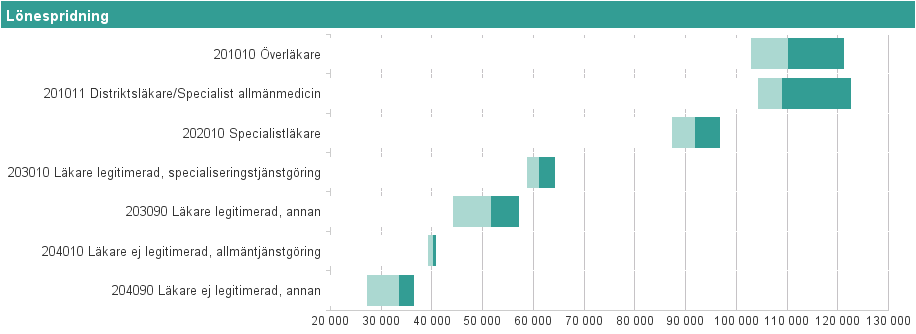 Lönespridning
201010 Överläkare
201011 Distriktsläkare/Specialist allmänmedicin
202010 Specialistläkare
203010 Läkare legitimerad, specialiseringstjänstgöring
203090 Läkare legitimerad, annan
204010 Läkare ej legitimerad, allmäntjänstgöring
204090 Läkare ej legitimerad, annan
20 000 30 000 40 000 50 000 60 000 70 000 80 000 90 000 100 000 110 000 120 000 130 000